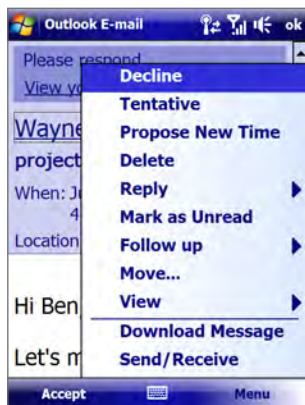 Outlook E-mail ok
Please respond
View yo
Decline
Tentative
Propose New Time
Delete
Reply
Mark as Unread
Follow up
Move...
View
Download Message
Send/Receive
Wayne
project
When: Ju
4
Location
Hi Ben
Let's m
Accept Menu